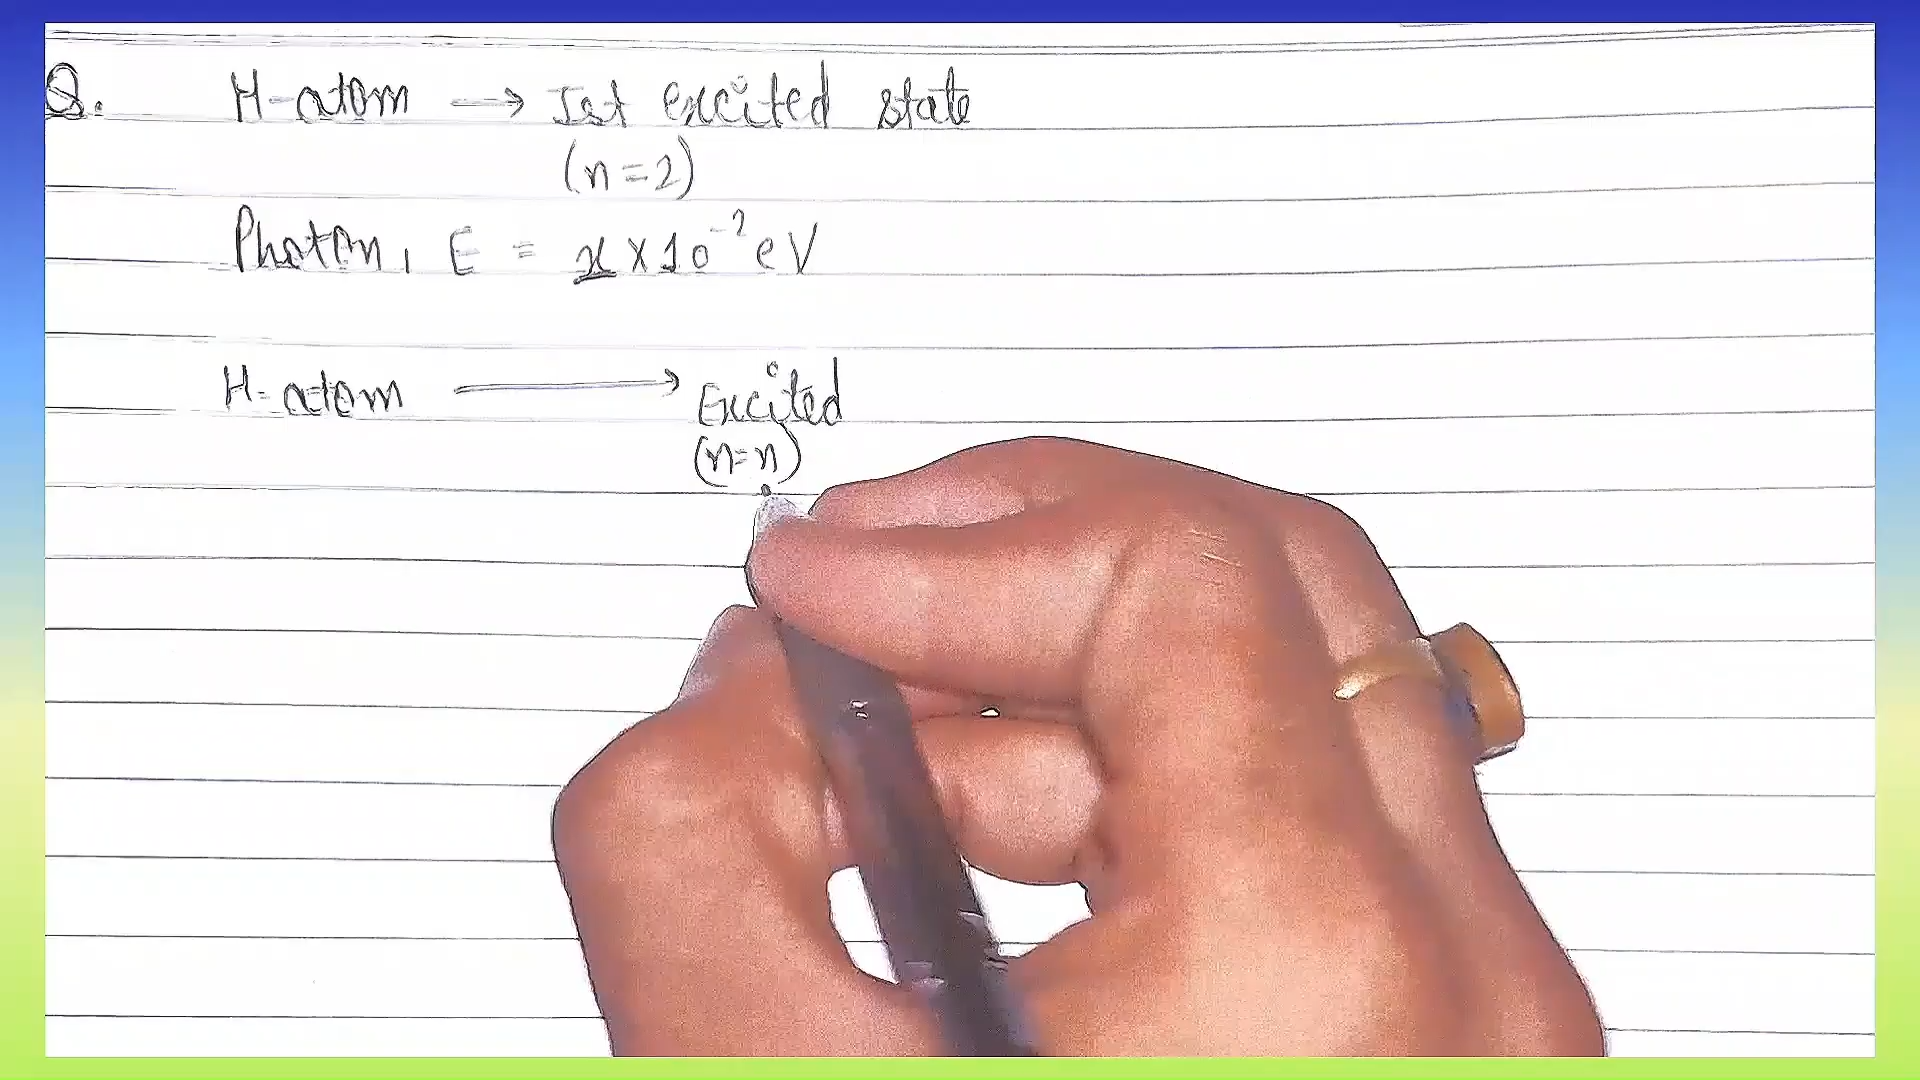 Q. H-atom → Ist excited state
(n=2)
Photon, E = x × 10⁻² eV
H-atom → Excited
(n=n)